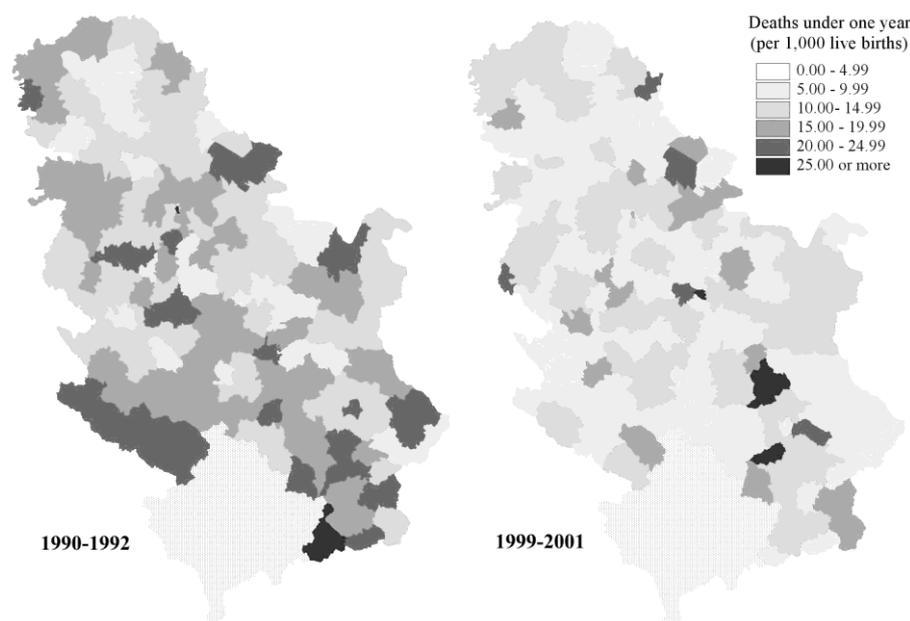 Deaths under one year
(per 1,000 live births)
0.00 - 4.99
5.00 - 9.99
10.00- 14.99
15.00 - 19.99
20.00 - 24.99
25.00 or more
1990-1992
1999-2001